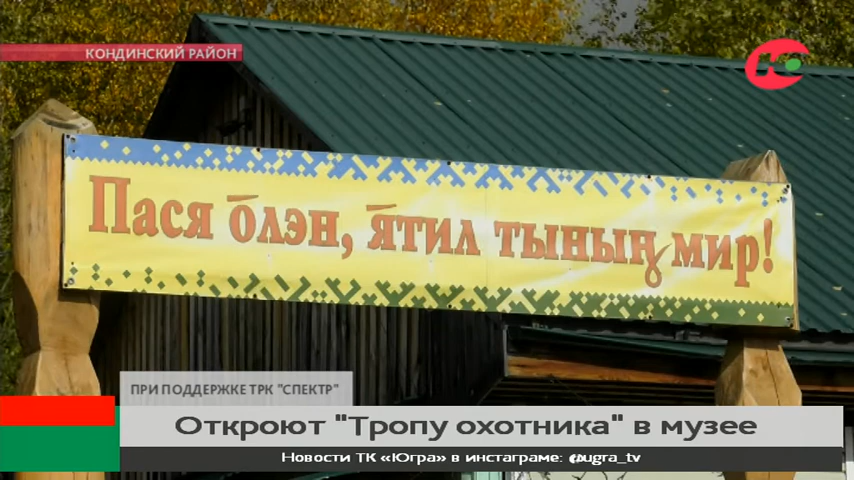 КОНДИНСКИЙ РАЙОН
Пася о̄лэн, я̄тил тының мир!
ПРИ ПОДДЕРЖКЕ ТРК "СПЕКТР"
Откроют "Тропу охотника" в музее
Новости ТК «Югра» в инстаграме: @ugra_tv